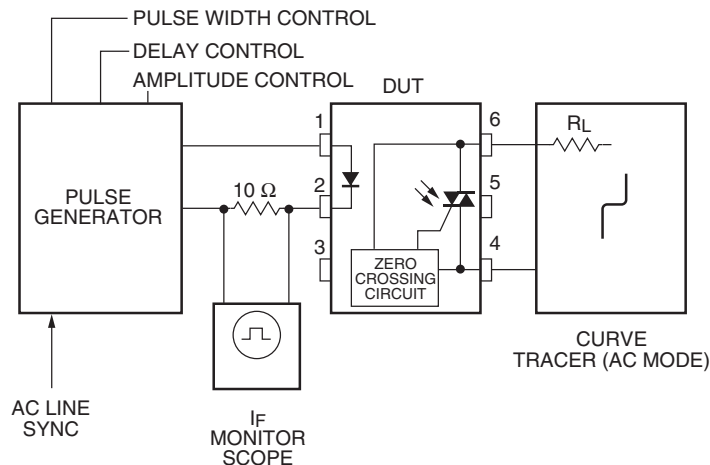 PULSE WIDTH CONTROL
DELAY CONTROL
AMPLITUDE CONTROL
DUT
PULSE
GENERATOR
10 Ω
1
2
3
6
5
4
ZERO
CROSSING
CIRCUIT
RL
AC LINE
SYNC
IF
MONITOR
SCOPE
CURVE
TRACER (AC MODE)